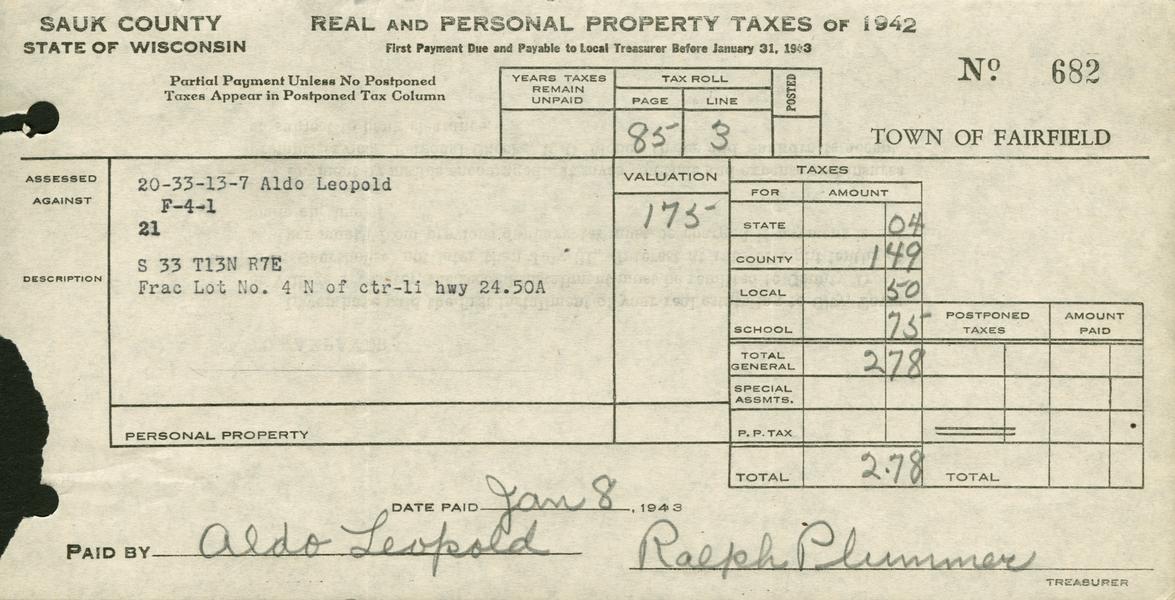 SAUK COUNTY
STATE OF WISCONSIN
REAL AND PERSONAL PROPERTY TAXES OF 1942
First Payment Due and Payable to Local Treasurer Before January 31, 1943
Partial Payment Unless No Postponed
Taxes Appear in Postponed Tax Column
YEARS TAXES
REMAIN
UNPAID
TAX ROLL
PAGE LINE
POSTED
85 3
No 682
TOWN OF FAIRFIELD
ASSESSED
AGAINST
20-33-13-7 Aldo Leopold
F-4-1
21
DESCRIPTION
S 33 T13N R7E
Frac Lot No. 4 N of ctr-li hwy 24.50A
PERSONAL PROPERTY
VALUATION
175
TAXES
FOR AMOUNT
STATE 04
COUNTY 149
LOCAL 50
SCHOOL 75
POSTPONED
TAXES
AMOUNT
PAID
TOTAL
GENERAL 278
SPECIAL
ASSMTS.
P. P. TAX
TOTAL 2.78 TOTAL
DATE PAID Jan 8, 1943
PAID BY Aldo Leopold
Ralph Plummer
TREASURER